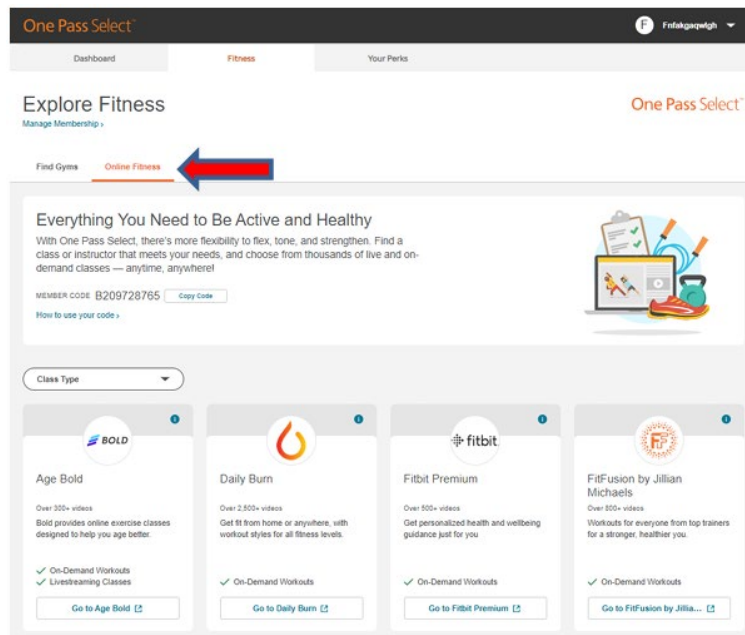 One Pass Select
F Fnfakgaqwlgh
Dashboard Fitness Your Perks
Explore Fitness
Manage Membership ›
One Pass Select
Find Gyms Online Fitness
Everything You Need to Be Active and Healthy
With One Pass Select, there's more flexibility to flex, tone, and strengthen. Find a
class or instructor that meets your needs, and choose from thousands of live and on-
demand classes — anytime, anywhere!
MEMBER CODE B209728765 Copy Code
How to use your code ›
Class Type
BOLD
Age Bold
Over 300+ videos
Bold provides online exercise classes
designed to help you age better.
On-Demand Workouts
Livestreaming Classes
Go to Age Bold
Daily Burn
Over 2,500+ videos
Get fit from home or anywhere, with
workout styles for all fitness levels.
On-Demand Workouts
Go to Daily Burn
fitbit
Fitbit Premium
Over 500+ videos
Get personalized health and wellbeing
guidance just for you
On-Demand Workouts
Go to Fitbit Premium
FF
FitFusion by Jillian
Michaels
Over 800+ videos
Workouts for everyone from top trainers
for a stronger, healthier you.
On-Demand Workouts
Go to FitFusion by Jillia...